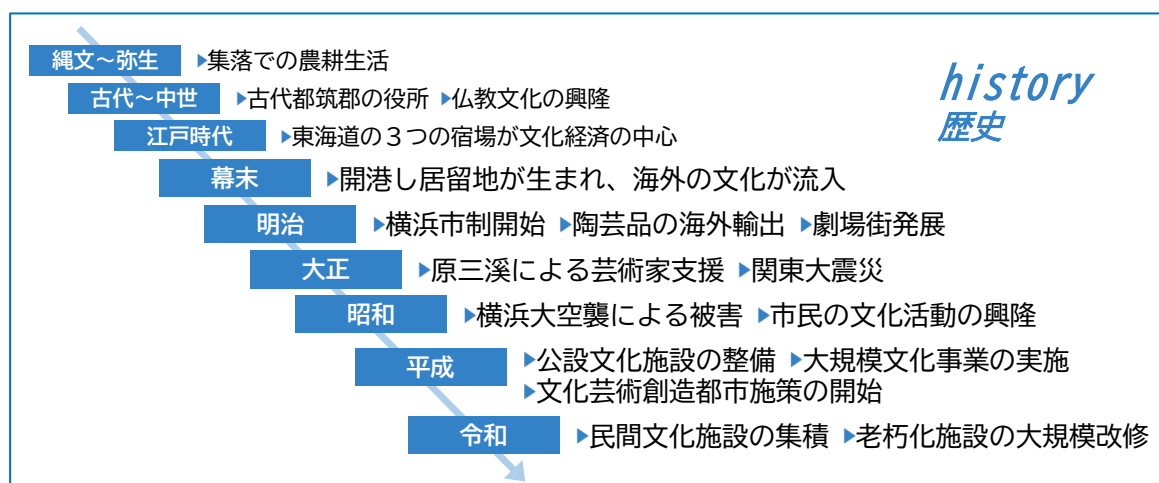 history
歴史
縄文～弥生 ▶集落での農耕生活
古代～中世 ▶古代都筑郡の役所 ▶仏教文化の興隆
江戸時代 ▶東海道の３つの宿場が文化経済の中心
幕末 ▶開港し居留地が生まれ、海外の文化が流入
明治 ▶横浜市制開始 ▶陶芸品の海外輸出 ▶劇場街発展
大正 ▶原三溪による芸術家支援 ▶関東大震災
昭和 ▶横浜大空襲による被害 ▶市民の文化活動の興隆
平成 ▶公設文化施設の整備 ▶大規模文化事業の実施
▶文化芸術創造都市施策の開始
令和 ▶民間文化施設の集積 ▶老朽化施設の大規模改修